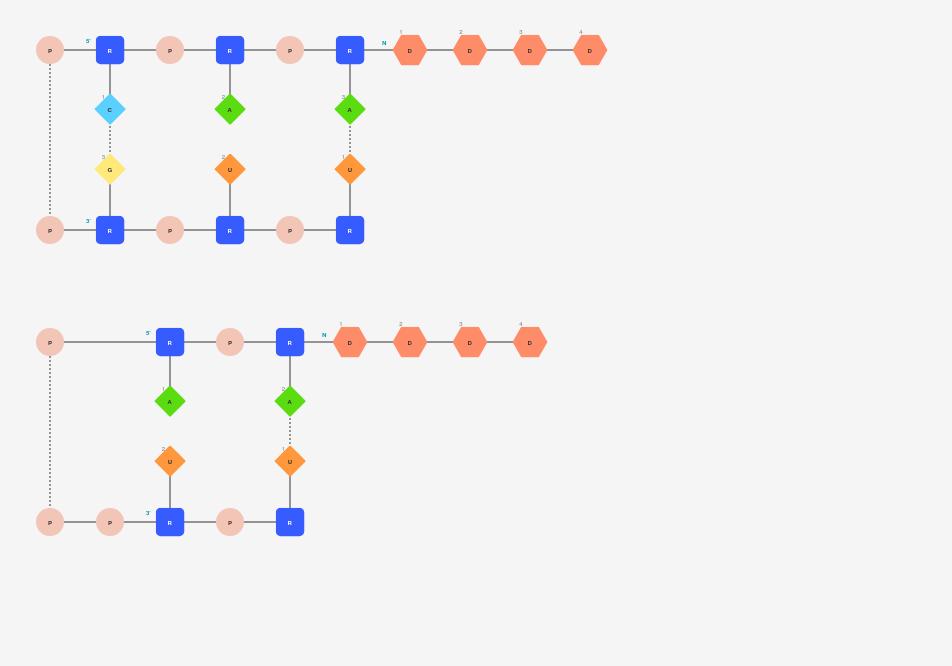 1 2 3 4
P 5' R P R P R N D D D D
1 2 3
C A A
3 2 1
G U U
P 3' R P R P R
1 2 3 4
P 5' R P R N D D D D
1 2
A A
2 1
U U
P P 3' R P R